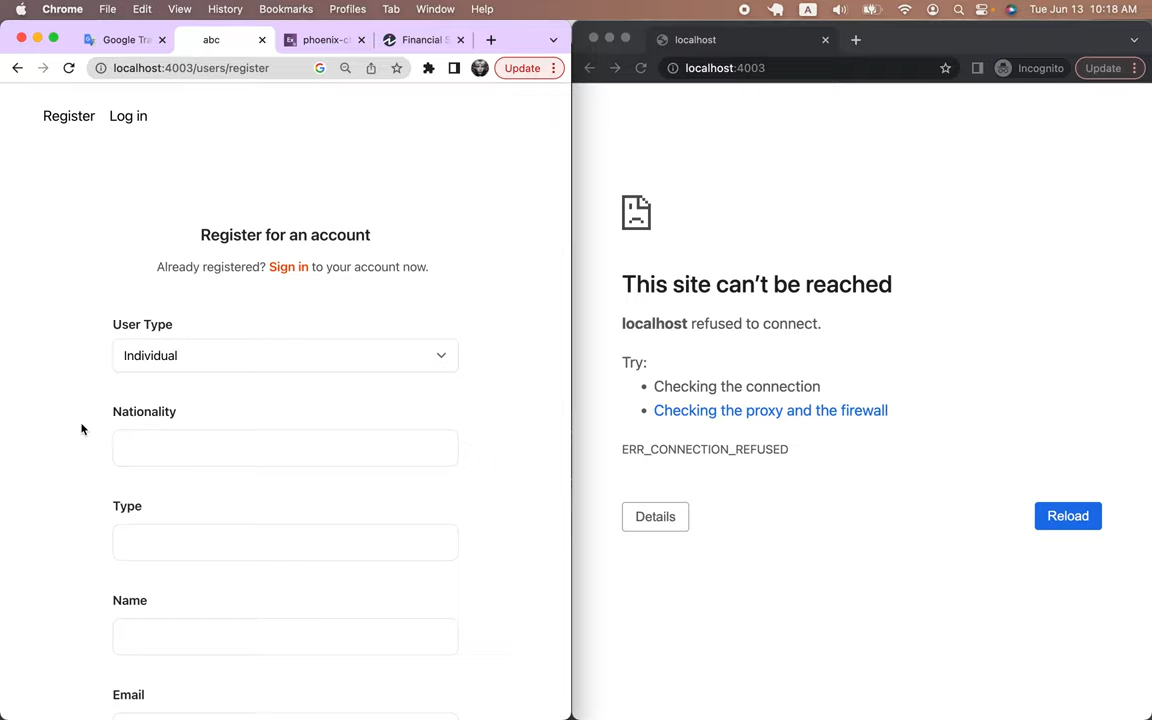 Chrome File Edit View History Bookmarks Profiles Tab Window Help A Tue Jun 13 10:18 AM
Google Tra abc phoenix-c Financial S
localhost:4003/users/register Update
Register Log in
Register for an account
Already registered? Sign in to your account now.
User Type
Individual
Nationality
Type
Name
Email
localhost
localhost:4003 Incognito Update
This site can't be reached
localhost refused to connect.
Try:
• Checking the connection
• Checking the proxy and the firewall
ERR_CONNECTION_REFUSED
Details Reload